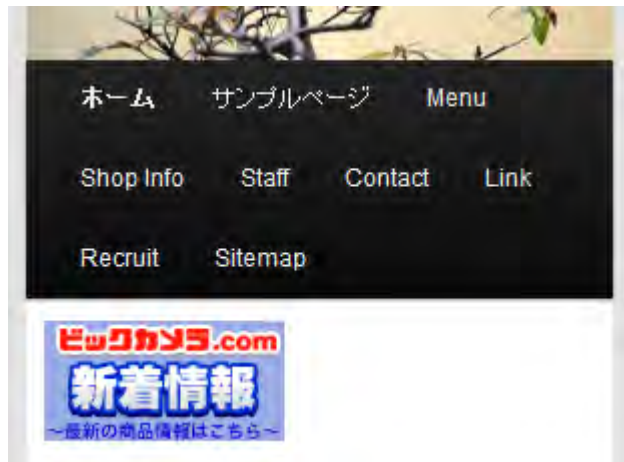 ホーム サンプルページ Menu
Shop Info Staff Contact Link
Recruit Sitemap
ビックカメラ.com
新着情報
~最新の商品情報はこちら~